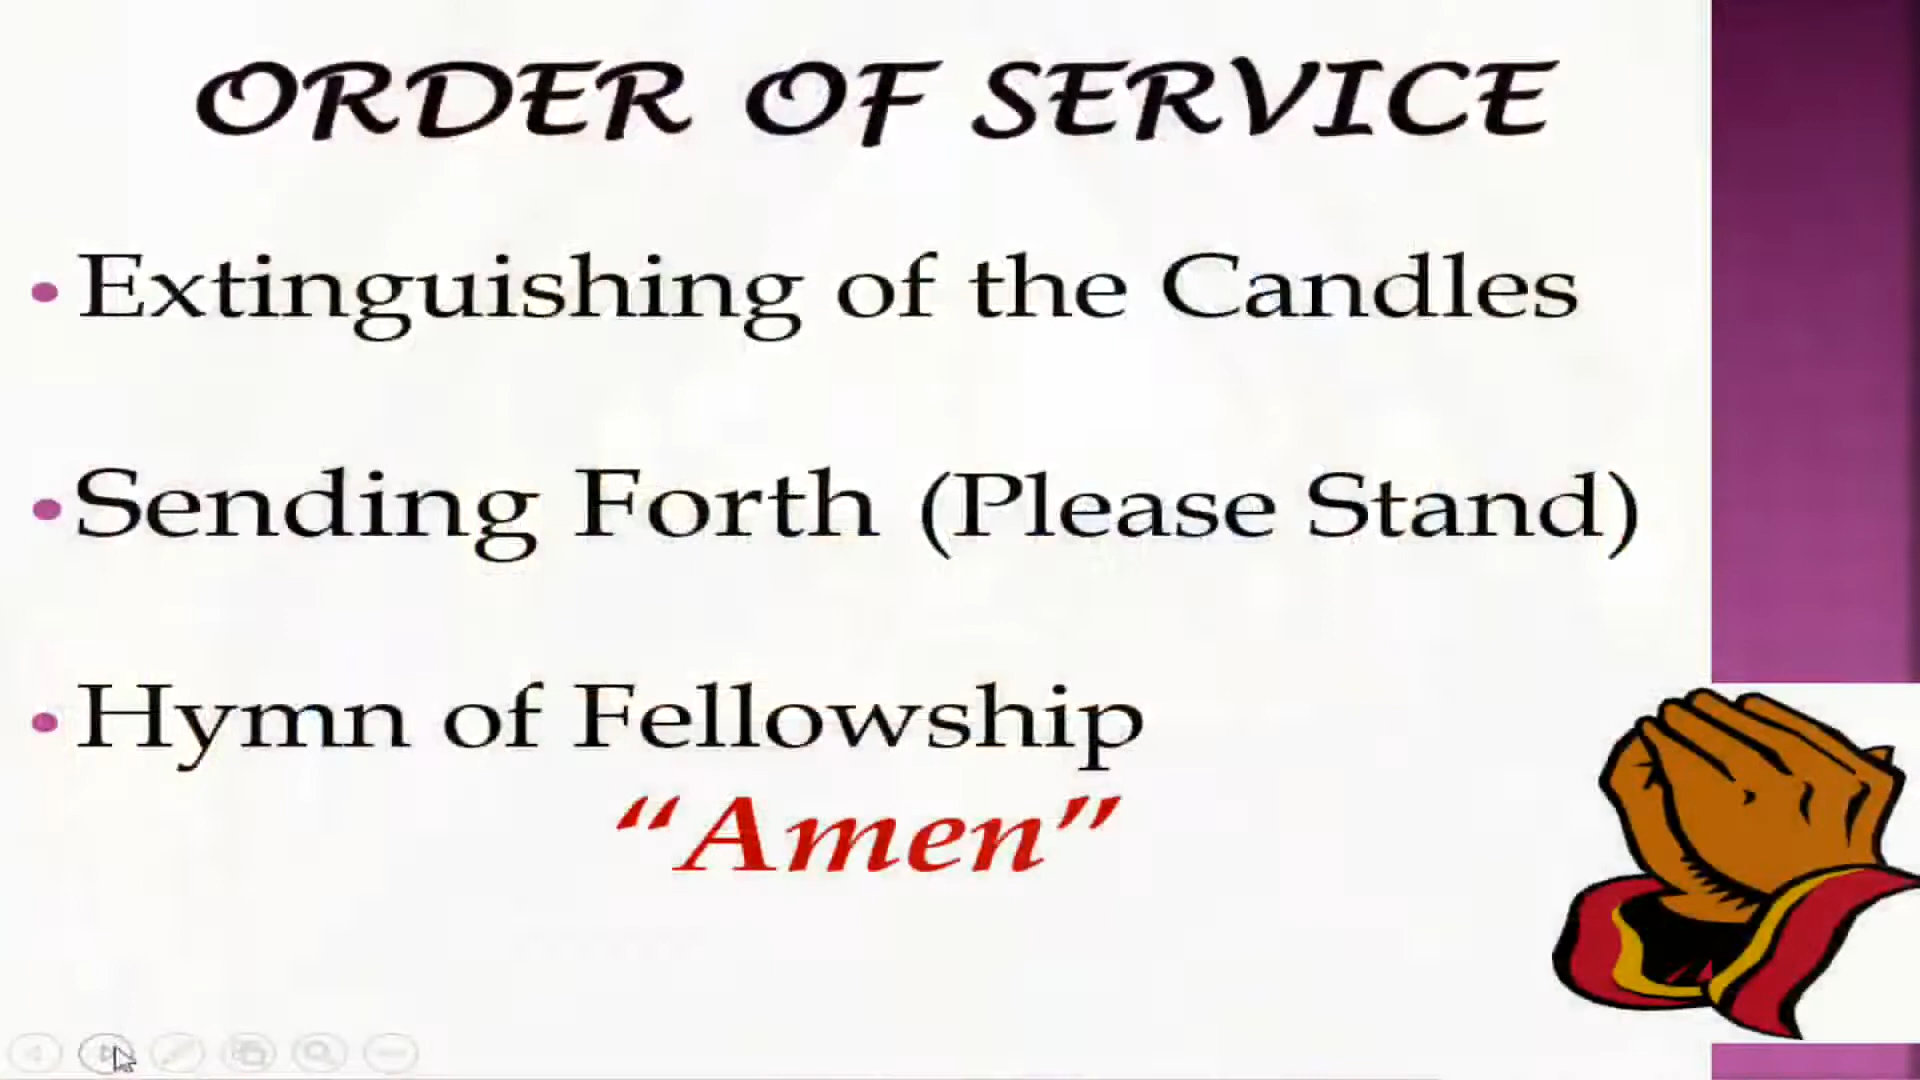 ORDER OF SERVICE
• Extinguishing of the Candles
• Sending Forth (Please Stand)
• Hymn of Fellowship
“Amen”